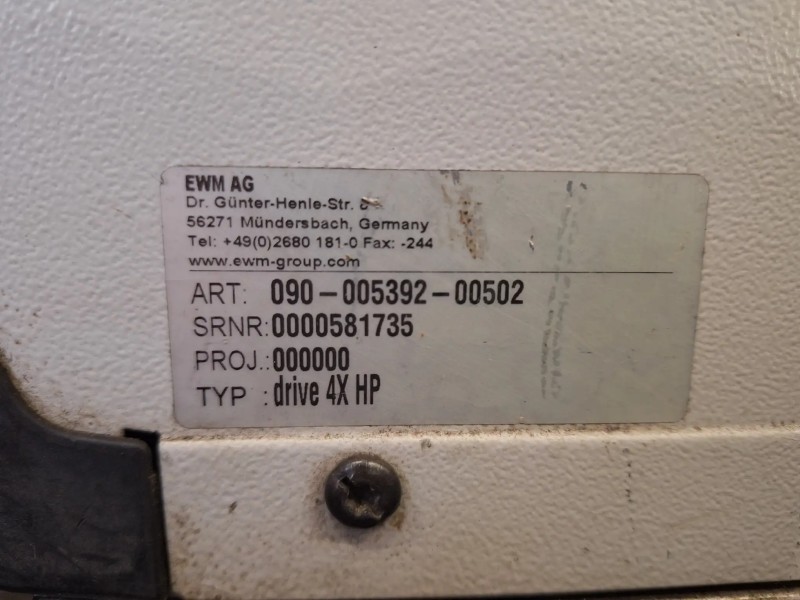 EWM AG
Dr. Günter-Henle-Str.
56271 Mündersbach, Germany
Tel: +49(0)2680 181-0 Fax: -244
www.ewm-group.com
ART: 090-005392-00502
SRNR:0000581735
PROJ.:000000
TYP :drive 4X HP